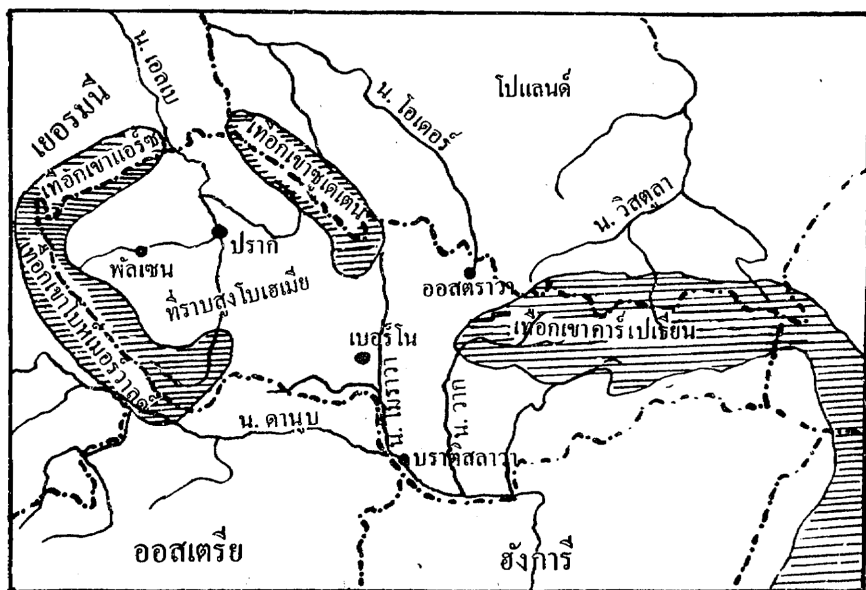 น. เอลเบ
โปแลนด์
น. โอเดอร์
เยอรมนี
เทือกเขาแอร์ซ
เทือกเขาซูเดเตน
น. วิสตูลา
ปราก
พัลเซน
ออสตราวา
ที่ราบสูงโบเฮเมีย
เทือกเขาคาร์เปเธียน
เทือกเขาโบห์เมอร์วาลด์
เบอร์โน
น. โมราวา
น. วาก
น. ดานูบ
บราติสลาวา
ออสเตรีย
ฮังการี